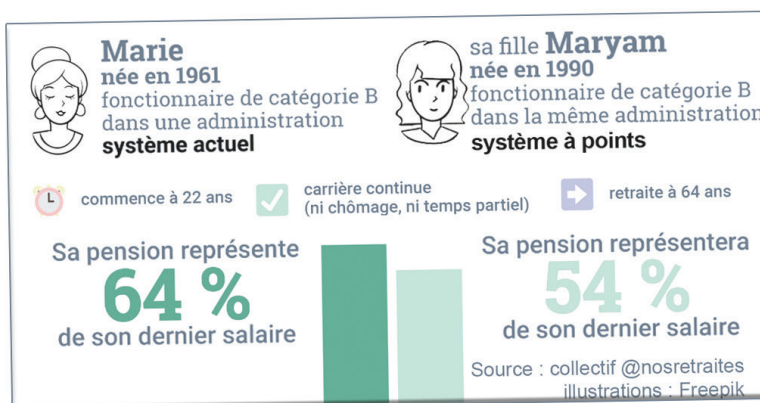 Marie
née en 1961
fonctionnaire de catégorie B
dans une administration
système actuel
sa fille Maryam
née en 1990
fonctionnaire de catégorie B
dans la même administration
système à points
commence à 22 ans
carrière continue
(ni chômage, ni temps partiel)
retraite à 64 ans
Sa pension représente
64 %
de son dernier salaire
Sa pension représentera
54 %
de son dernier salaire
Source : collectif @nosretraites
illustrations : Freepik